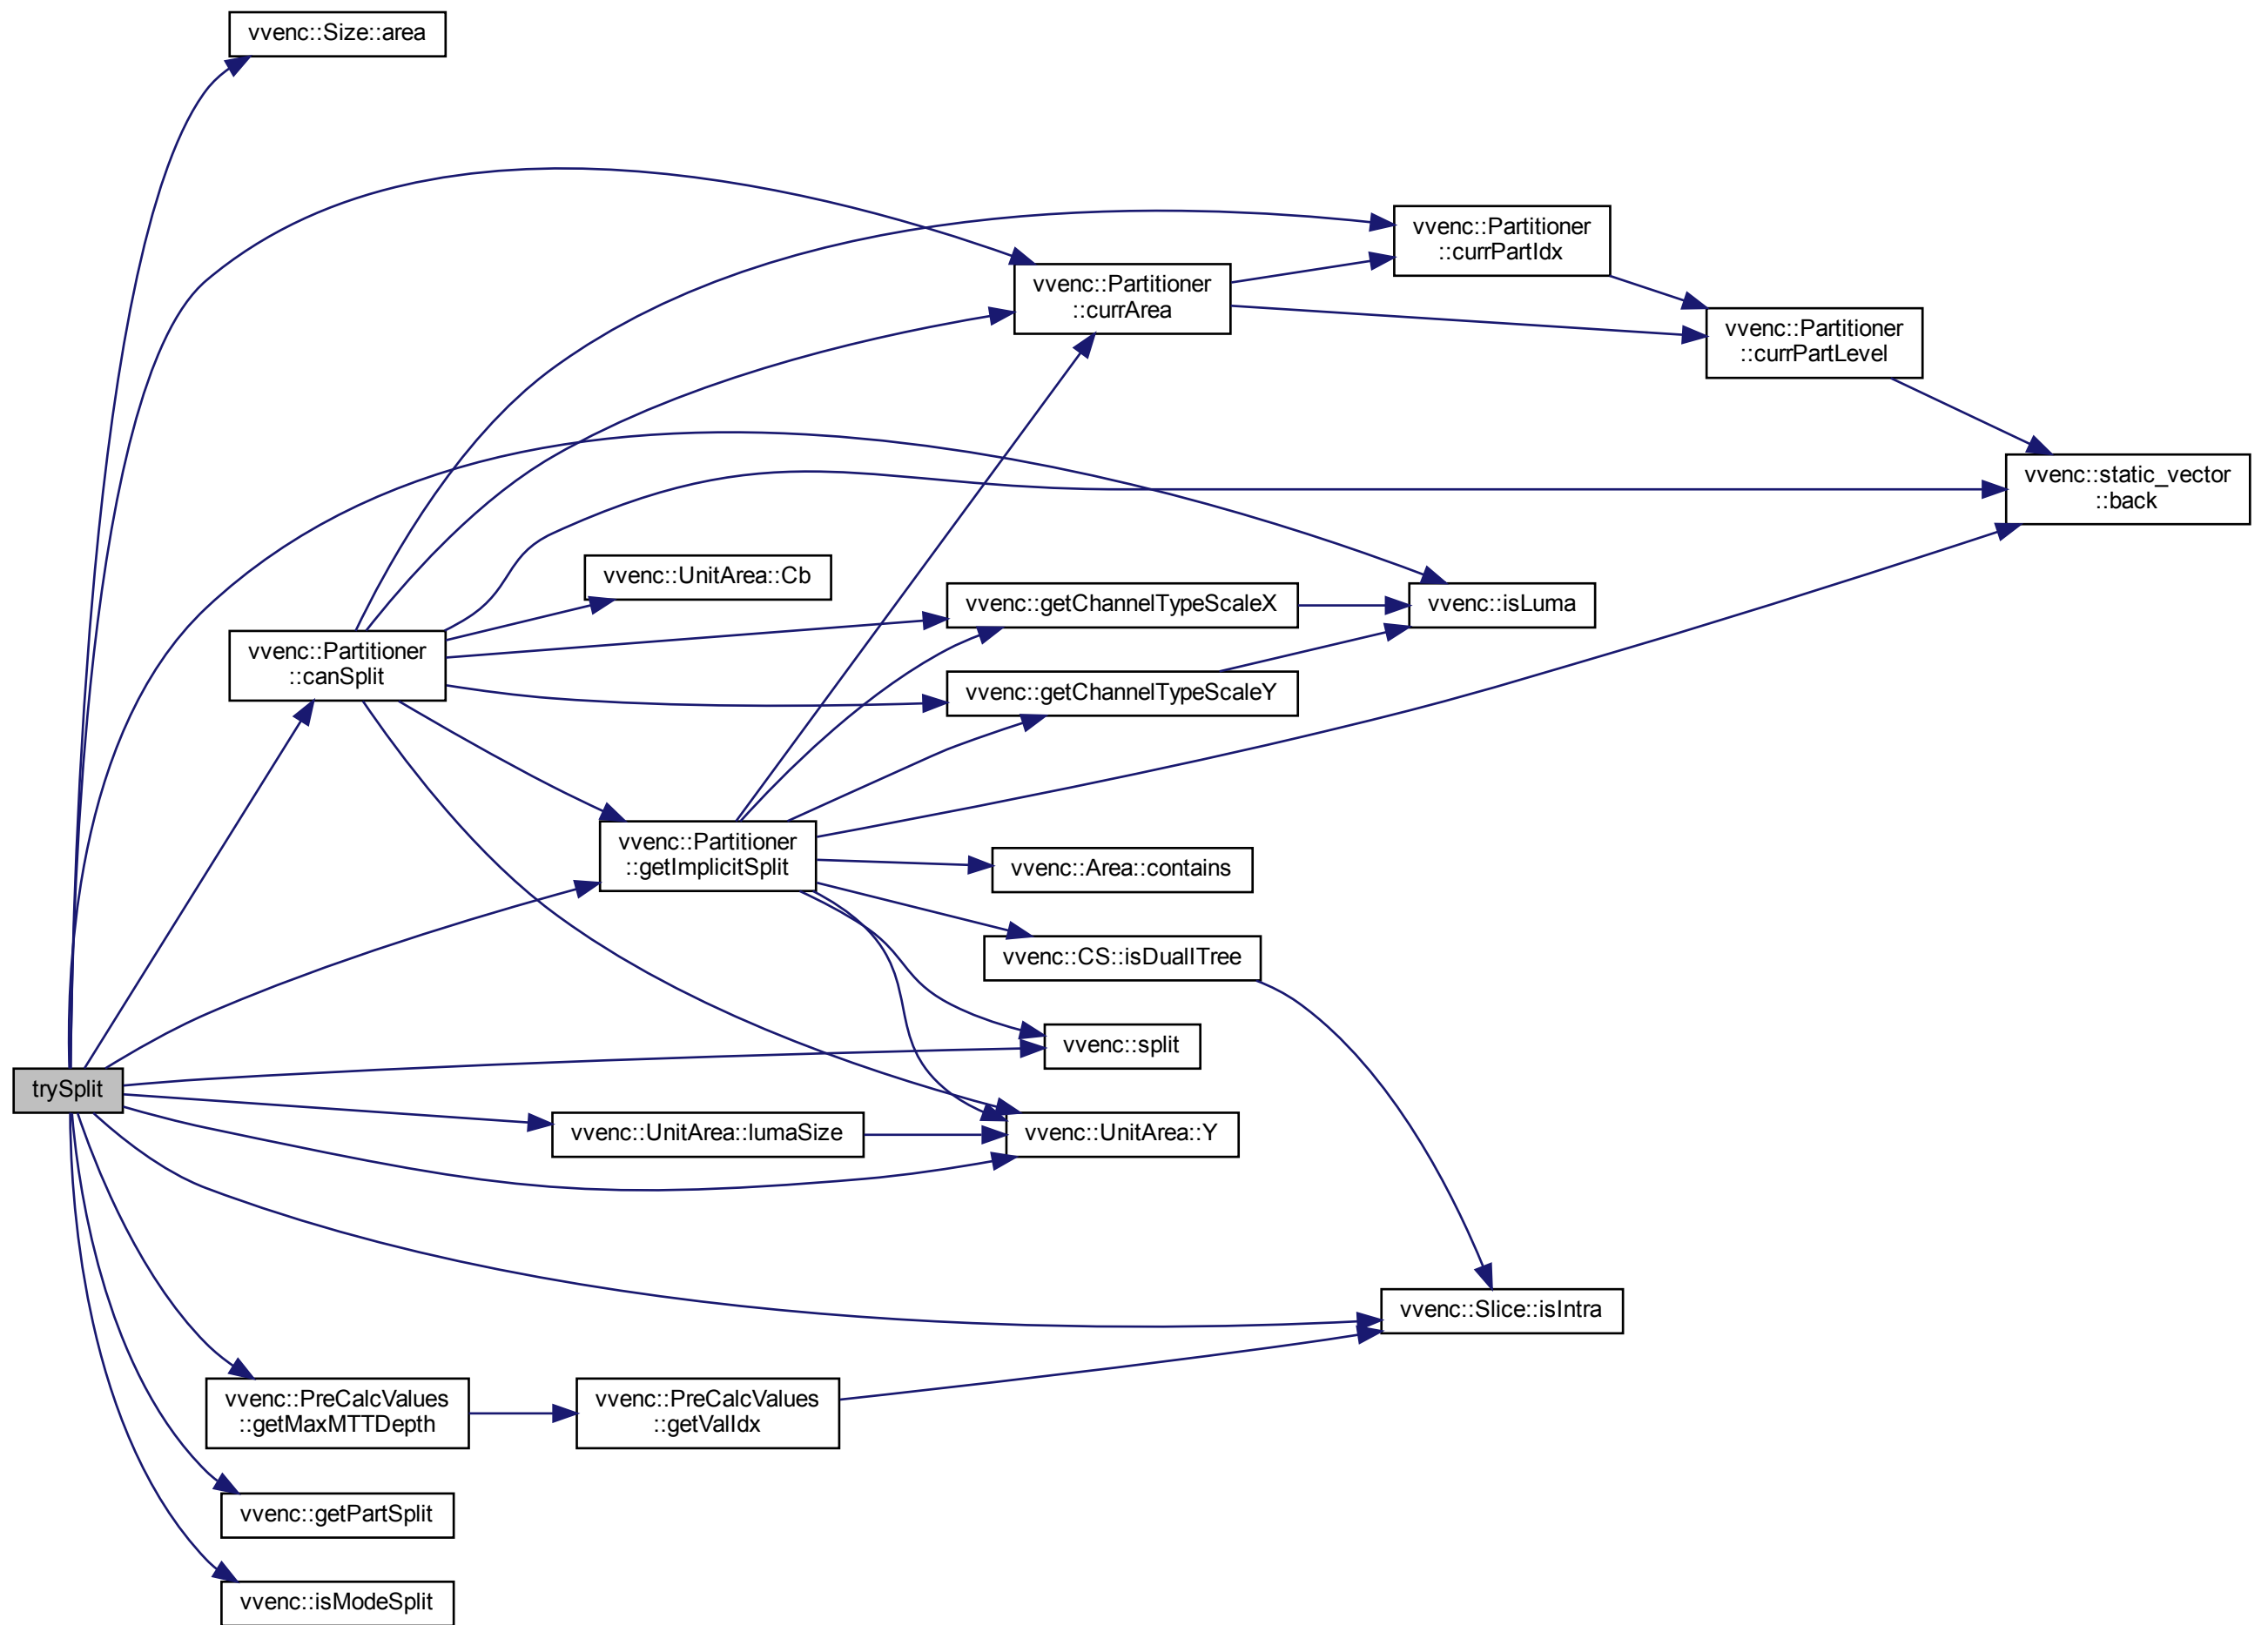 vvenc::Size::area
vvenc::Partitioner
::currPartIdx
vvenc::Partitioner
::currArea
vvenc::Partitioner
::currPartLevel
vvenc::static_vector
::back
vvenc::UnitArea::Cb
vvenc::getChannelTypeScaleX
vvenc::isLuma
vvenc::Partitioner
::canSplit
vvenc::getChannelTypeScaleY
vvenc::Partitioner
::getImplicitSplit
vvenc::Area::contains
vvenc::CS::isDualITree
vvenc::split
trySplit
vvenc::UnitArea::lumaSize
vvenc::UnitArea::Y
vvenc::Slice::isIntra
vvenc::PreCalcValues
::getMaxMTTDepth
vvenc::PreCalcValues
::getValIdx
vvenc::getPartSplit
vvenc::isModeSplit